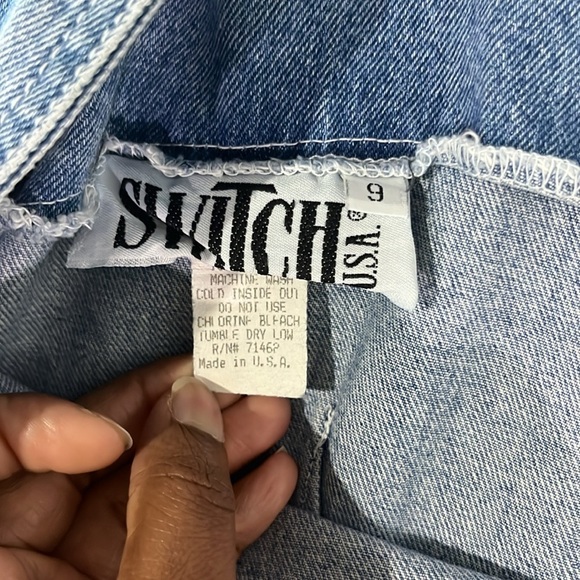 SWITCH
9
U.S.A.®
MACHINE WASH
COLD INSIDE OUT
DO NOT USE
CHLORINE BLEACH
TUMBLE DRY LOW
R/N# 71462
Made in U.S.A.